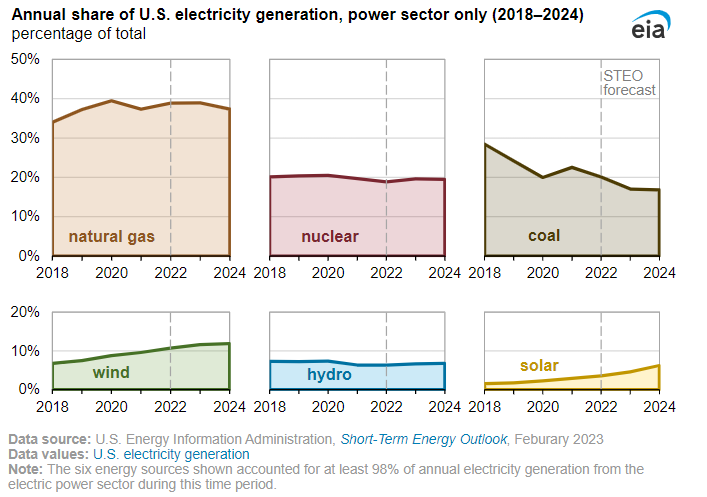 Annual share of U.S. electricity generation, power sector only (2018–2024)
percentage of total
eia
50%
40%
30%
20%
10%
0%
natural gas
2018 2020 2022 2024
nuclear
2018 2020 2022 2024
STEO
forecast
coal
2018 2020 2022 2024
20%
10%
0%
wind
2018 2020 2022 2024
hydro
2018 2020 2022 2024
solar
2018 2020 2022 2024
Data source: U.S. Energy Information Administration, Short-Term Energy Outlook, Feburary 2023
Data values: U.S. electricity generation
Note: The six energy sources shown accounted for at least 98% of annual electricity generation from the
electric power sector during this time period.